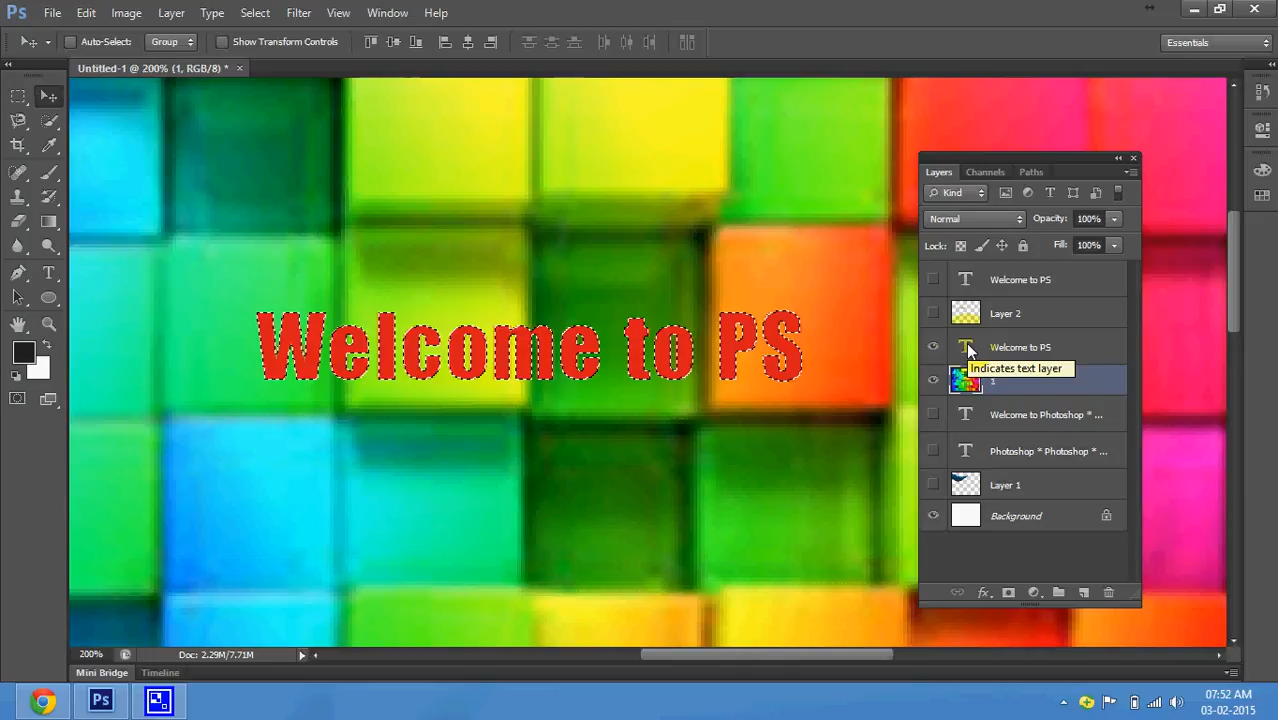 Ps File Edit Image Layer Type Select Filter View Window Help
Auto-Select: Group Show Transform Controls Essentials
Untitled-1 @ 200% (1, RGB/8) * ×
Layers Channels Paths
Kind
Normal Opacity: 100%
Lock: Fill: 100%
Welcome to PS
Layer 2
Welcome to PS
Indicates text layer
1
Welcome to Photoshop * ...
Photoshop * Photoshop * ...
Layer 1
Background
Welcome to PS
200% Doc: 2.29M/7.71M
Mini Bridge Timeline
Ps
07:52 AM
03-02-2015